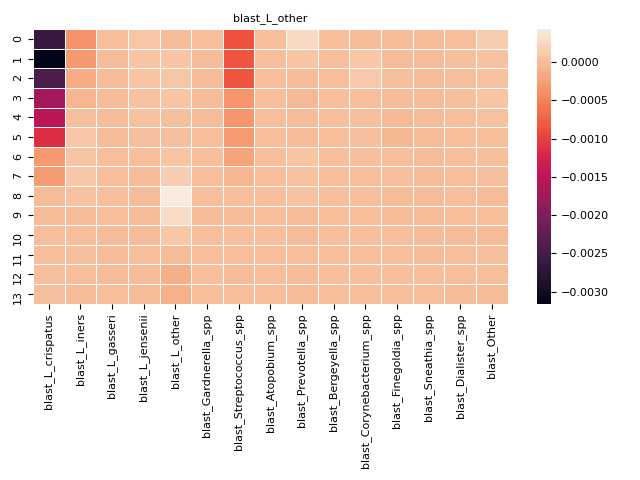 blast_L_other
0
1
2
3
4
5
6
7
8
9
10
11
12
13
0.0000
−0.0005
−0.0010
−0.0015
−0.0020
−0.0025
−0.0030
blast_L_crispatus
blast_L_iners
blast_L_gasseri
blast_L_jensenii
blast_L_other
blast_Gardnerella_spp
blast_Streptococcus_spp
blast_Atopobium_spp
blast_Prevotella_spp
blast_Bergeyella_spp
blast_Corynebacterium_spp
blast_Finegoldia_spp
blast_Sneathia_spp
blast_Dialister_spp
blast_Other